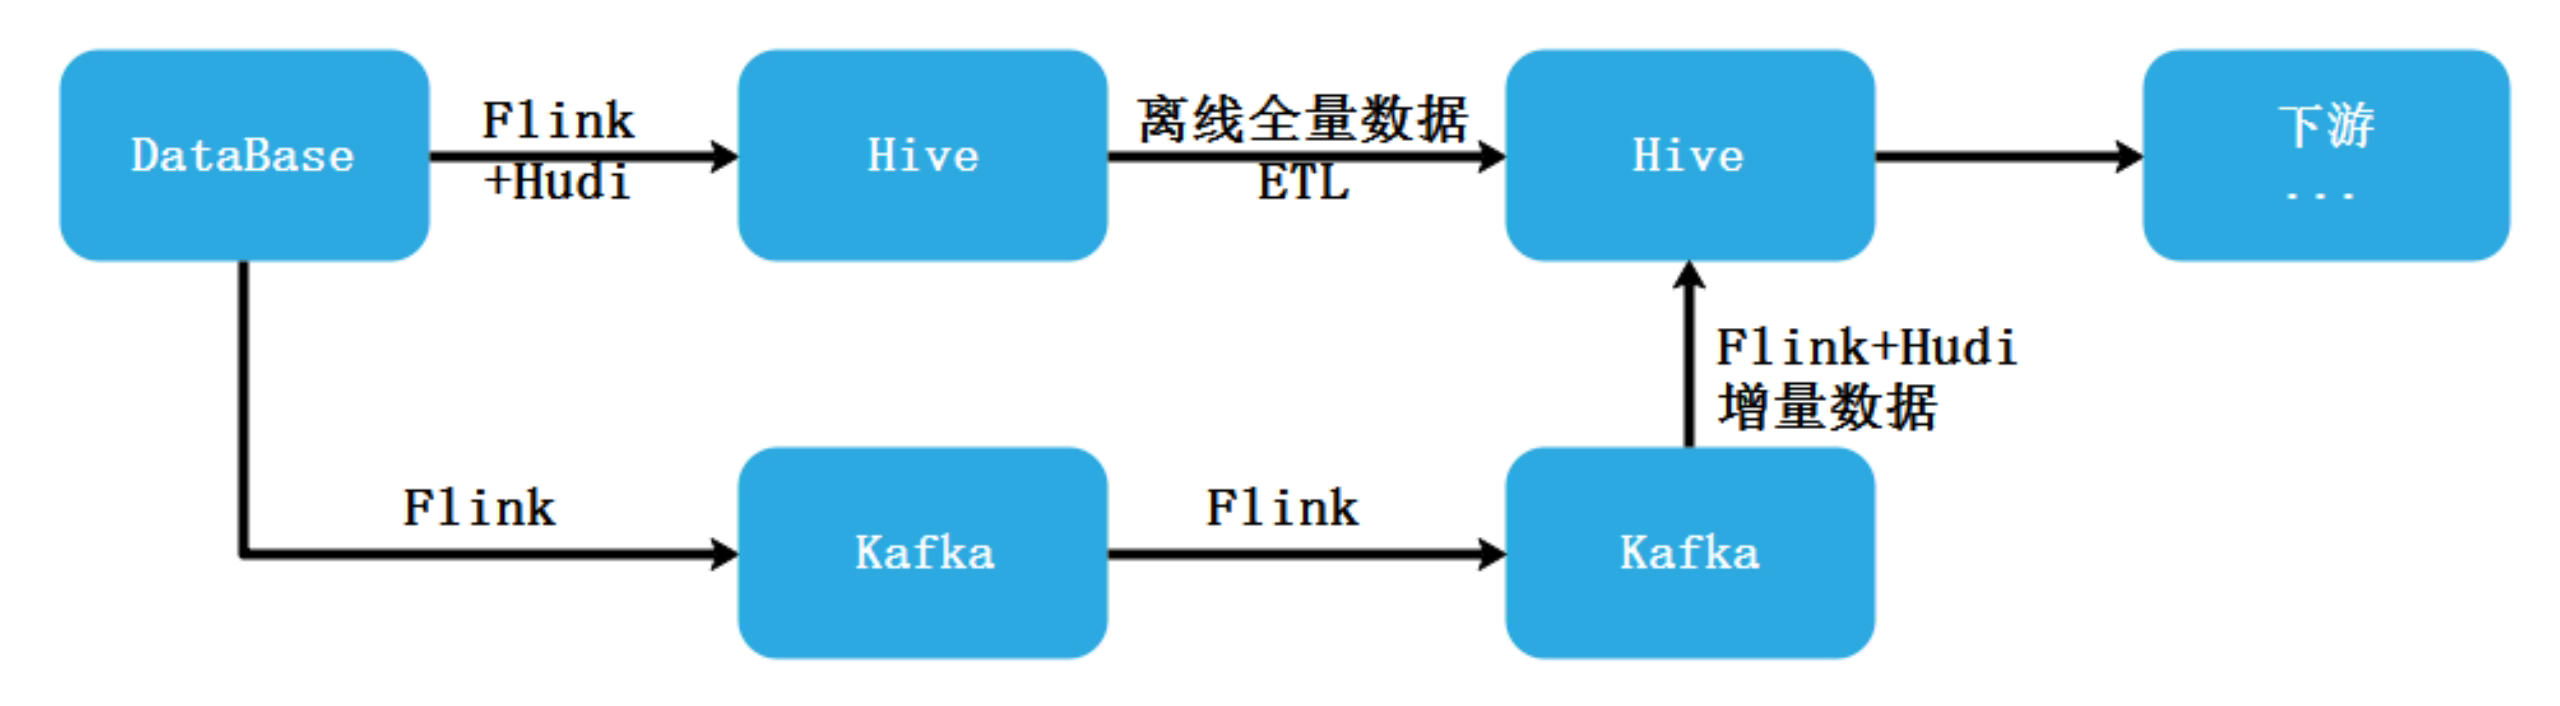 DataBase
Flink
+Hudi
Hive
离线全量数据
ETL
Hive
下游
...
Flink+Hudi
增量数据
Flink
Kafka
Flink
Kafka